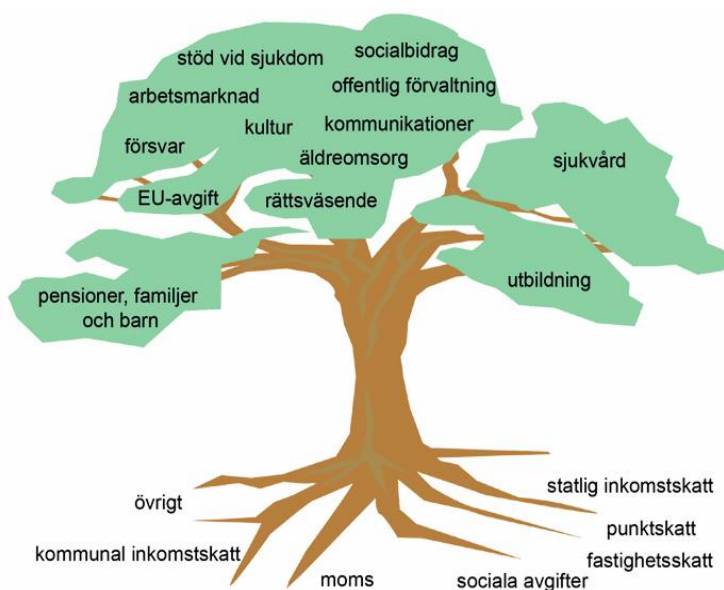 socialbidrag
stöd vid sjukdom
offentlig förvaltning
arbetsmarknad
kultur
kommunikationer
försvar
äldreomsorg
sjukvård
EU-avgift
rättsväsende
utbildning
pensioner, familjer
och barn
övrigt
statlig inkomstskatt
punktskatt
kommunal inkomstskatt
fastighetsskatt
moms
sociala avgifter